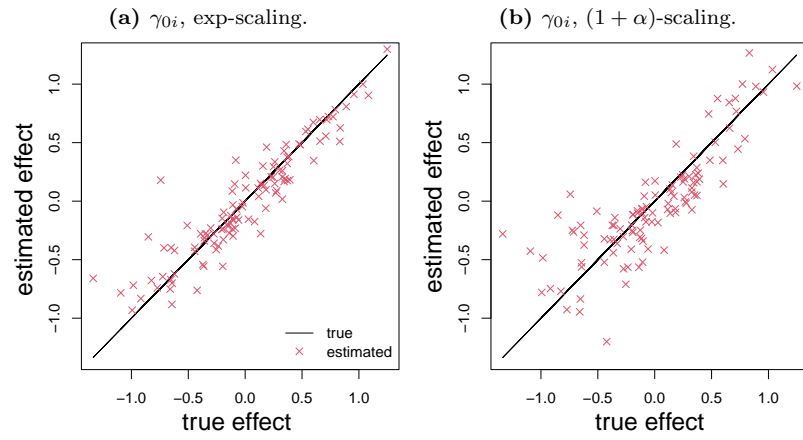 (a) γ0i, exp-scaling.
estimated effect
1.0
0.5
0.0
−0.5
−1.0
true
estimated
−1.0 −0.5 0.0 0.5 1.0
true effect
(b) γ0i, (1 + α)-scaling.
estimated effect
1.0
0.5
0.0
−0.5
−1.0
−1.0 −0.5 0.0 0.5 1.0
true effect